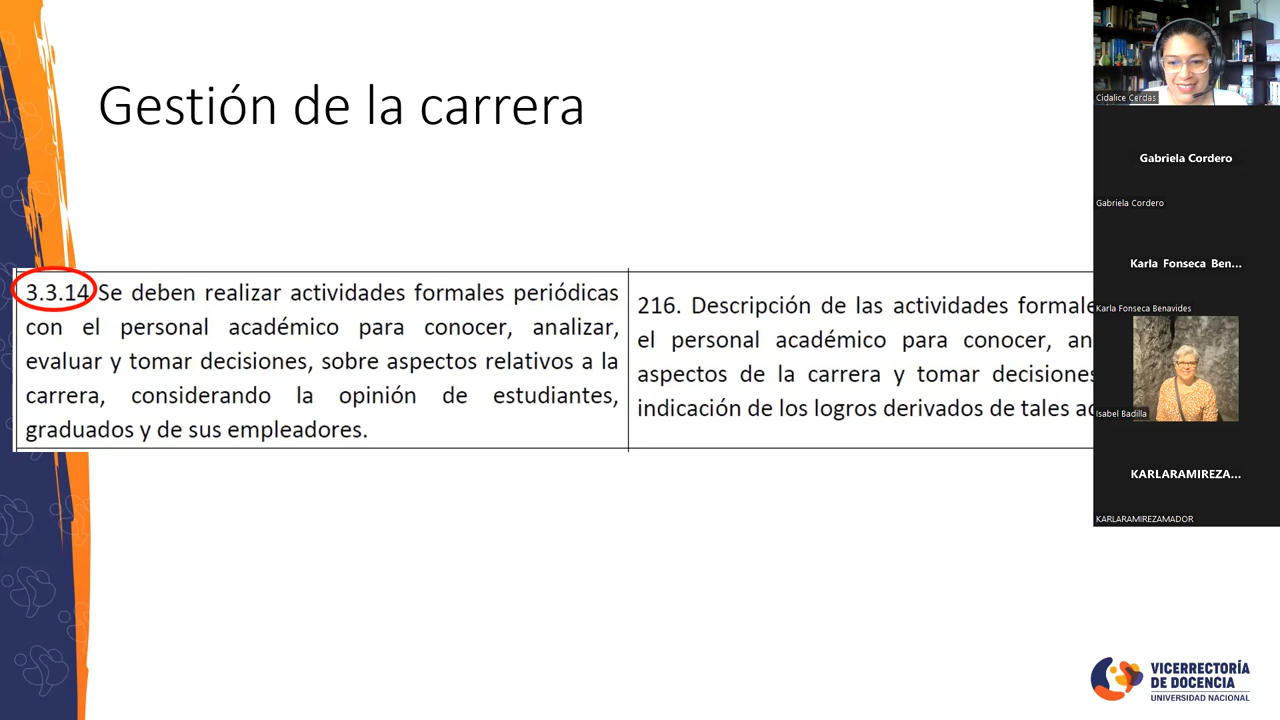 Gestión de la carrera
3.3.14 Se deben realizar actividades formales periódicas
con el personal académico para conocer, analizar,
evaluar y tomar decisiones, sobre aspectos relativos a la
carrera, considerando la opinión de estudiantes,
graduados y de sus empleadores.
216. Descripción de las actividades formale
el personal académico para conocer, an
aspectos de la carrera y tomar decisiones
indicación de los logros derivados de tales ac
Cidalice Cerdas
Gabriela Cordero
Gabriela Cordero
Karla Fonseca Ben...
Karla Fonseca Benavides
Isabel Badilla
KARLARAMIREZA...
KARLARAMIREZAMADOR
VICERRECTORÍA
DE DOCENCIA
UNIVERSIDAD NACIONAL